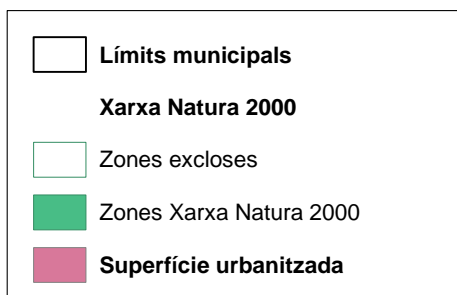 Límits municipals
Xarxa Natura 2000
Zones excloses
Zones Xarxa Natura 2000
Superfície urbanitzada